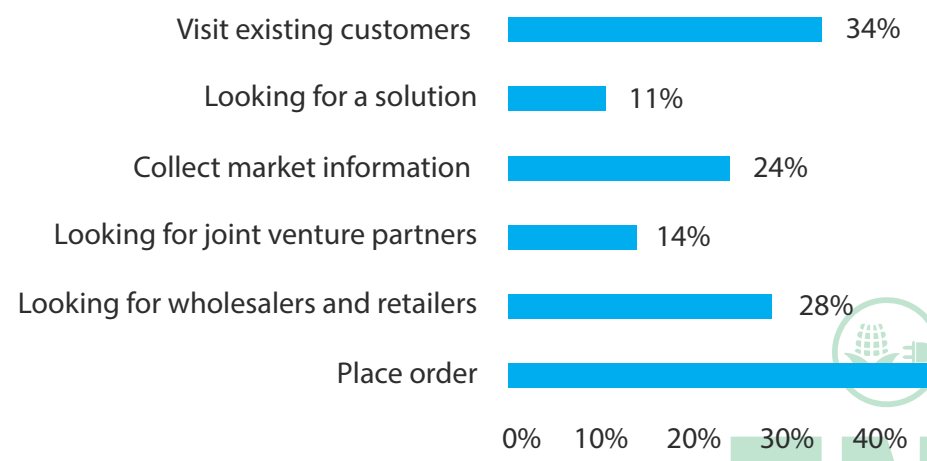 Visit existing customers 34%
Looking for a solution 11%
Collect market information 24%
Looking for joint venture partners 14%
Looking for wholesalers and retailers 28%
Place order
0% 10% 20% 30% 40%